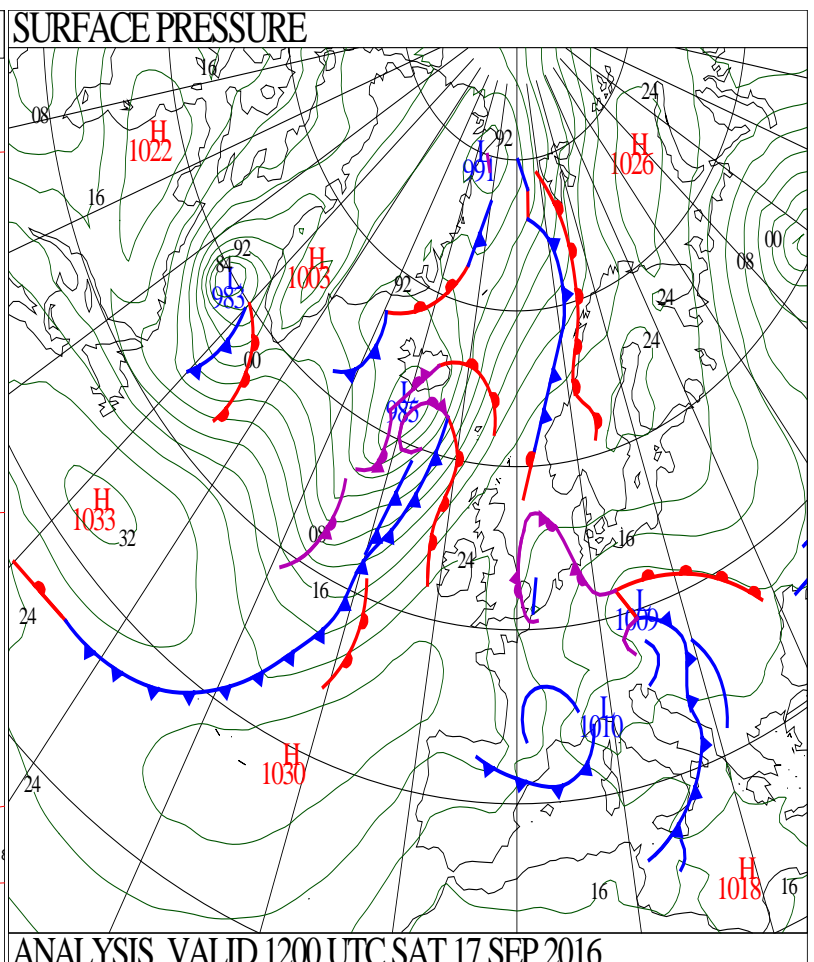 SURFACE PRESSURE
16
24
08
H
1022
92
L
991
H
1026
16
00
08
92
84
L
983
H
1003
92
24
24
00
L
985
H
1033
32
08
16
24
16
24
L
1009
L
1010
H
1030
24
H
1018
16
16
ANALYSIS VALID 1200 UTC SAT 17 SEP 2016